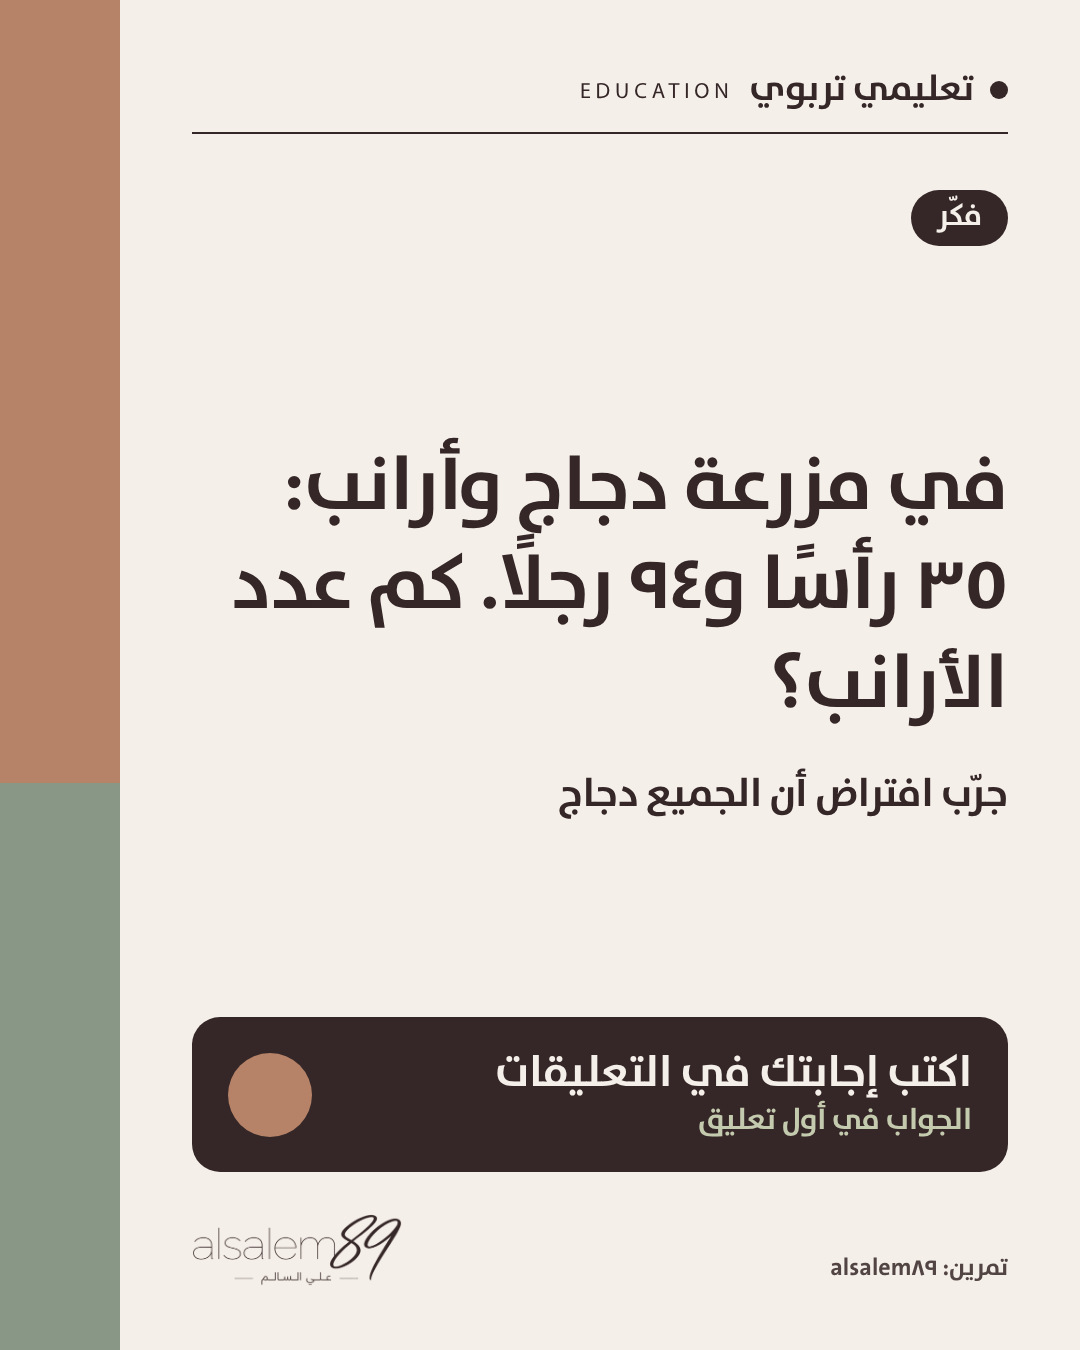 تعليمي تربوي EDUCATION
فكّر
في مزرعة دجاج وأرانب:
٣٥ رأسًا و٩٤ رجلًا. كم عدد
الأرانب؟
جرّب افتراض أن الجميع دجاج
اكتب إجابتك في التعليقات
الجواب في أول تعليق
تمرين: alsalem٨٩
alsalem89
علي السالم